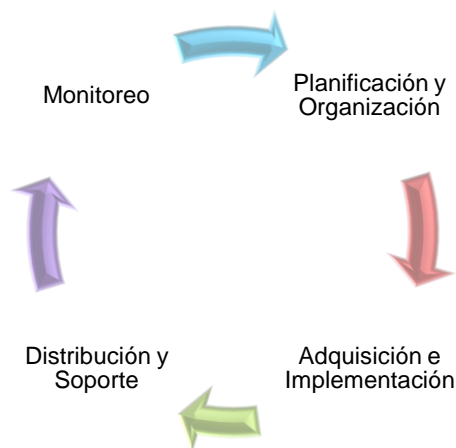 Monitoreo
Planificación y
Organización
Distribución y
Soporte
Adquisición e
Implementación